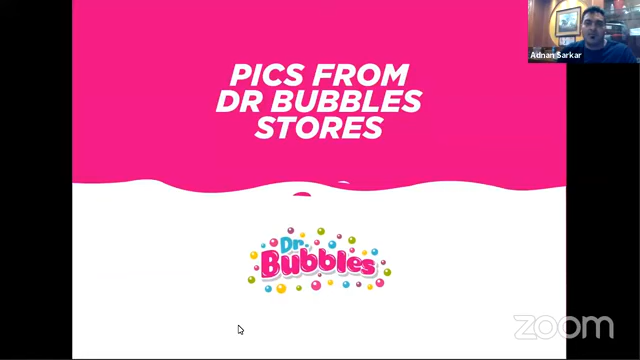 PICS FROM
DR BUBBLES
STORES
Adnan Sarkar
Dr.
Bubbles
zoom